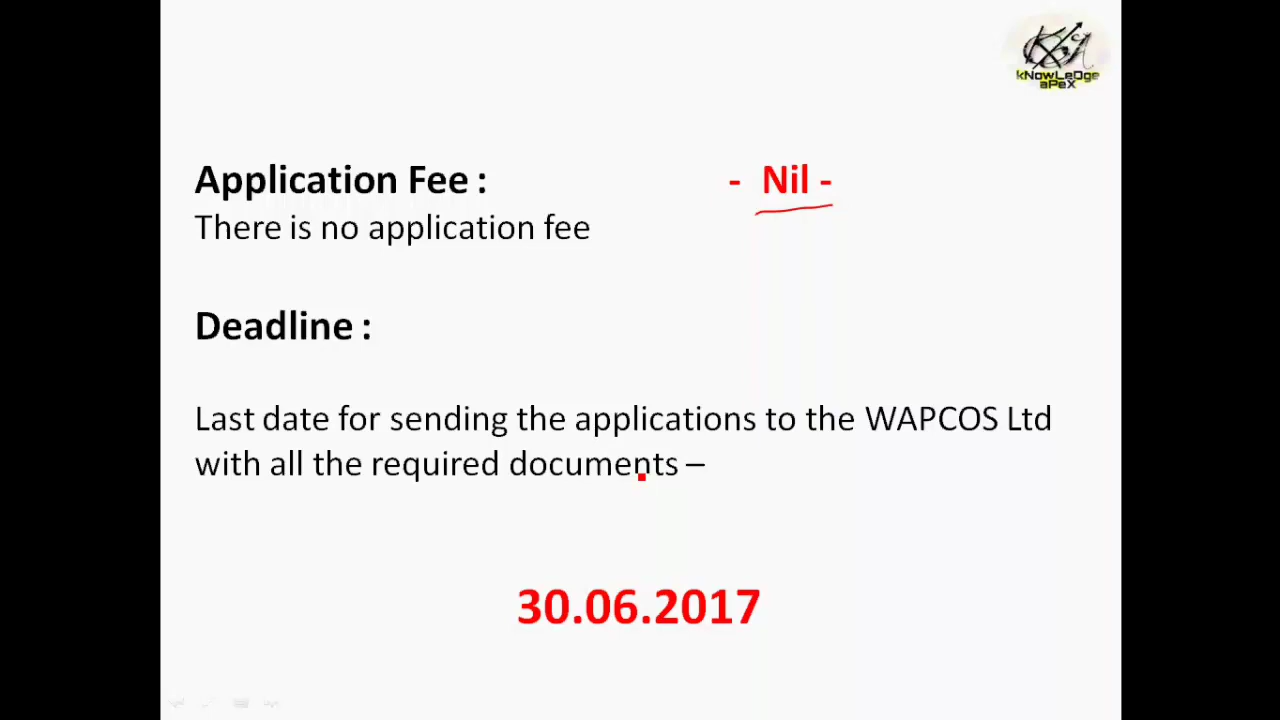 kNowLeDge
aPeX
Application Fee : - Nil -
There is no application fee
Deadline :
Last date for sending the applications to the WAPCOS Ltd
with all the required documents –
30.06.2017